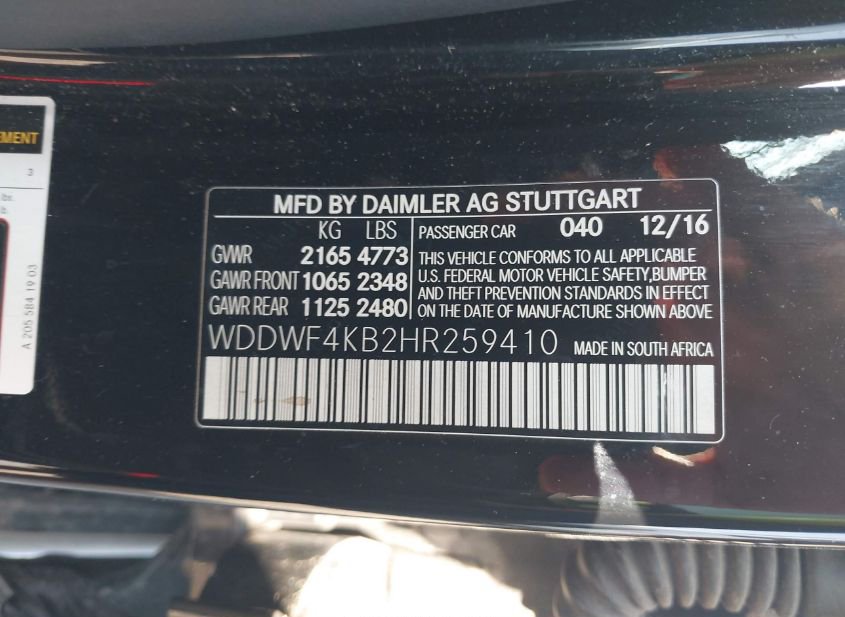 EMENT
3
lbs.
lb.
A 205 584 19 03
MFD BY DAIMLER AG STUTTGART
KG LBS
GVWR 2165 4773
GAWR FRONT 1065 2348
GAWR REAR 1125 2480
PASSENGER CAR 040 12/16
THIS VEHICLE CONFORMS TO ALL APPLICABLE
U.S. FEDERAL MOTOR VEHICLE SAFETY,BUMPER
AND THEFT PREVENTION STANDARDS IN EFFECT
ON THE DATE OF MANUFACTURE SHOWN ABOVE
WDDWF4KB2HR259410 MADE IN SOUTH AFRICA